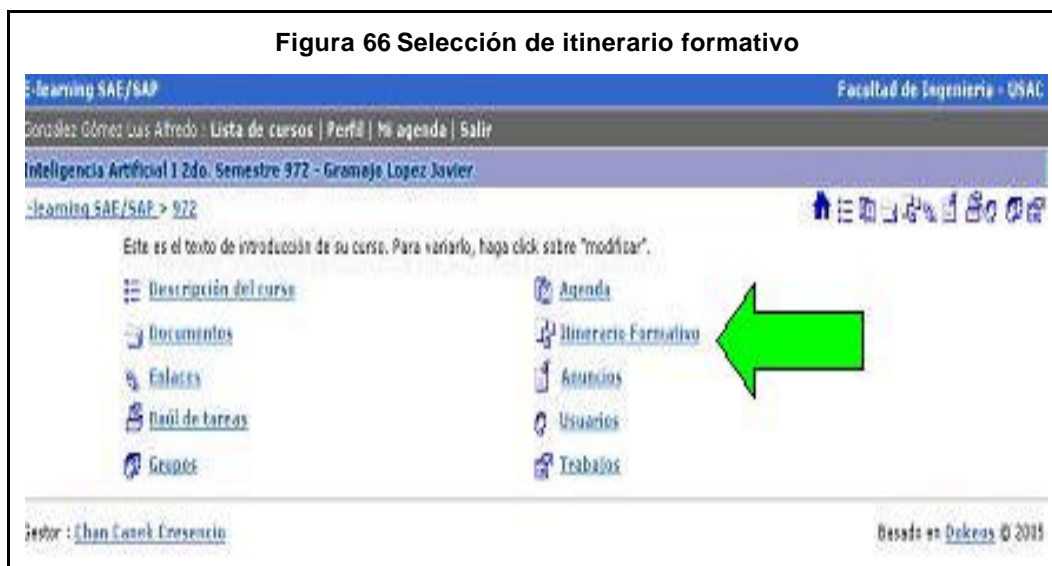 Figura 66 Selección de itinerario formativo
E-learning SAE/SAP Facultad de Ingenieria - USAC
González Gómez Luis Alfredo : Lista de cursos | Perfil | Mi agenda | Salir
Inteligencia Artificial 1 2do. Semestre 972 - Gramajo Lopez Javier
E-learning SAE/SAP > 972
Este es el texto de introducción de su curso. Para variarlo, haga click sobre "modificar".
Descripción del curso Agenda
Documentos Itinerario Formativo
Enlaces Anuncios
Baúl de tareas Usuarios
Grupos Trabajos
Gestor : Chan Canek Cresencio Basado en Dokeos © 2005